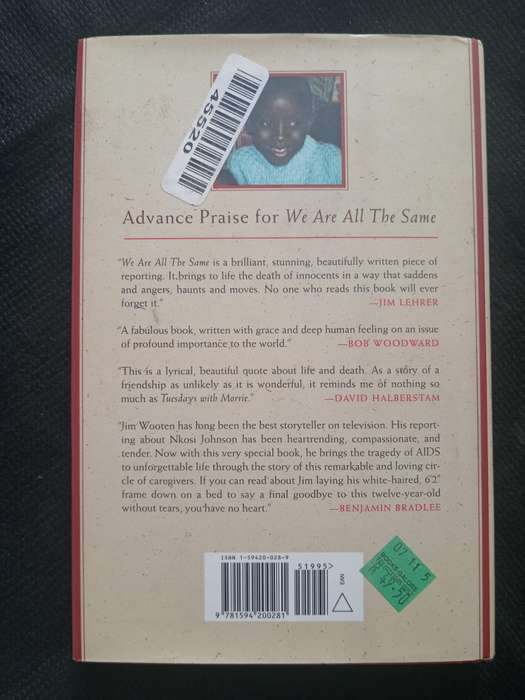 45520
Advance Praise for We Are All The Same
"We Are All The Same is a brilliant, stunning, beautifully written piece of
reporting. It brings to life the death of innocents in a way that saddens
and angers, haunts and moves. No one who reads this book will ever
forget it." —JIM LEHRER
"A fabulous book, written with grace and deep human feeling on an issue
of profound importance to the world." —BOB WOODWARD
"This is a lyrical, beautiful quote about life and death. As a story of a
friendship as unlikely as it is wonderful, it reminds me of nothing so
much as Tuesdays with Morrie." —DAVID HALBERSTAM
"Jim Wooten has long been the best storyteller on television. His report-
ing about Nkosi Johnson has been heartrending, compassionate, and
tender. Now with this very special book, he brings the tragedy of AIDS
to unforgettable life through the story of this remarkable and loving cir-
cle of caregivers. If you can read about Jim laying his white-haired, 6'2"
frame down on a bed to say a final goodbye to this twelve-year-old
without tears, you have no heart." —BENJAMIN BRADLEE
ISBN 1-59420-028-9
51995>
9 781594 200281
07 11 5
BOOKS GALORE